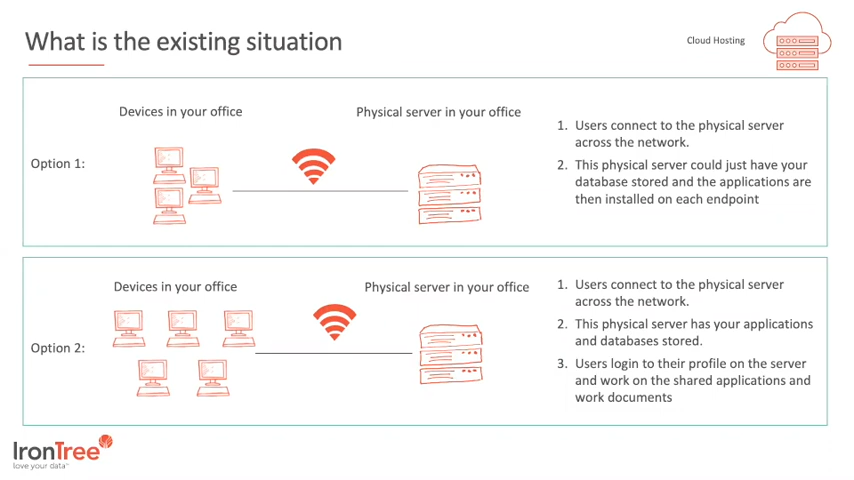 What is the existing situation
Cloud Hosting
Devices in your office
Physical server in your office
Option 1:
1. Users connect to the physical server
across the network.
2. This physical server could just have your
database stored and the applications are
then installed on each endpoint
Devices in your office
Physical server in your office
Option 2:
1. Users connect to the physical server
across the network.
2. This physical server has your applications
and databases stored.
3. Users login to their profile on the server
and work on the shared applications and
work documents
IronTree
love your data™